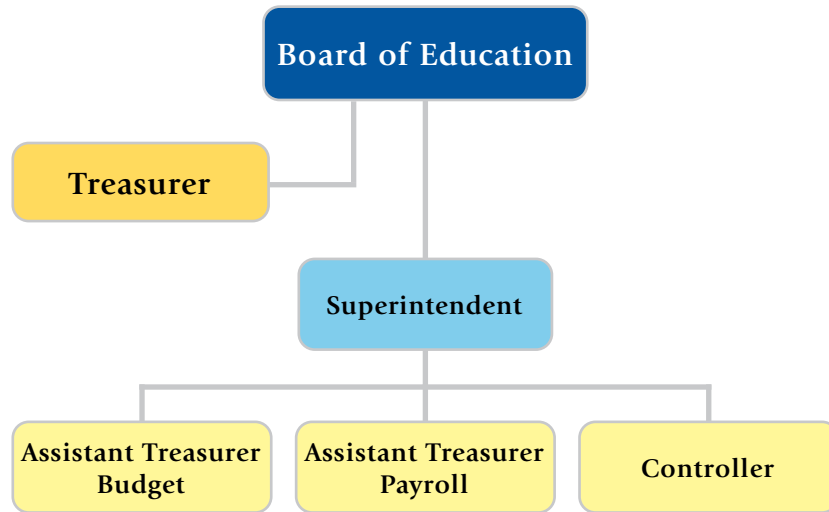 Board of Education
Treasurer
Superintendent
Assistant Treasurer
Budget
Assistant Treasurer
Payroll
Controller